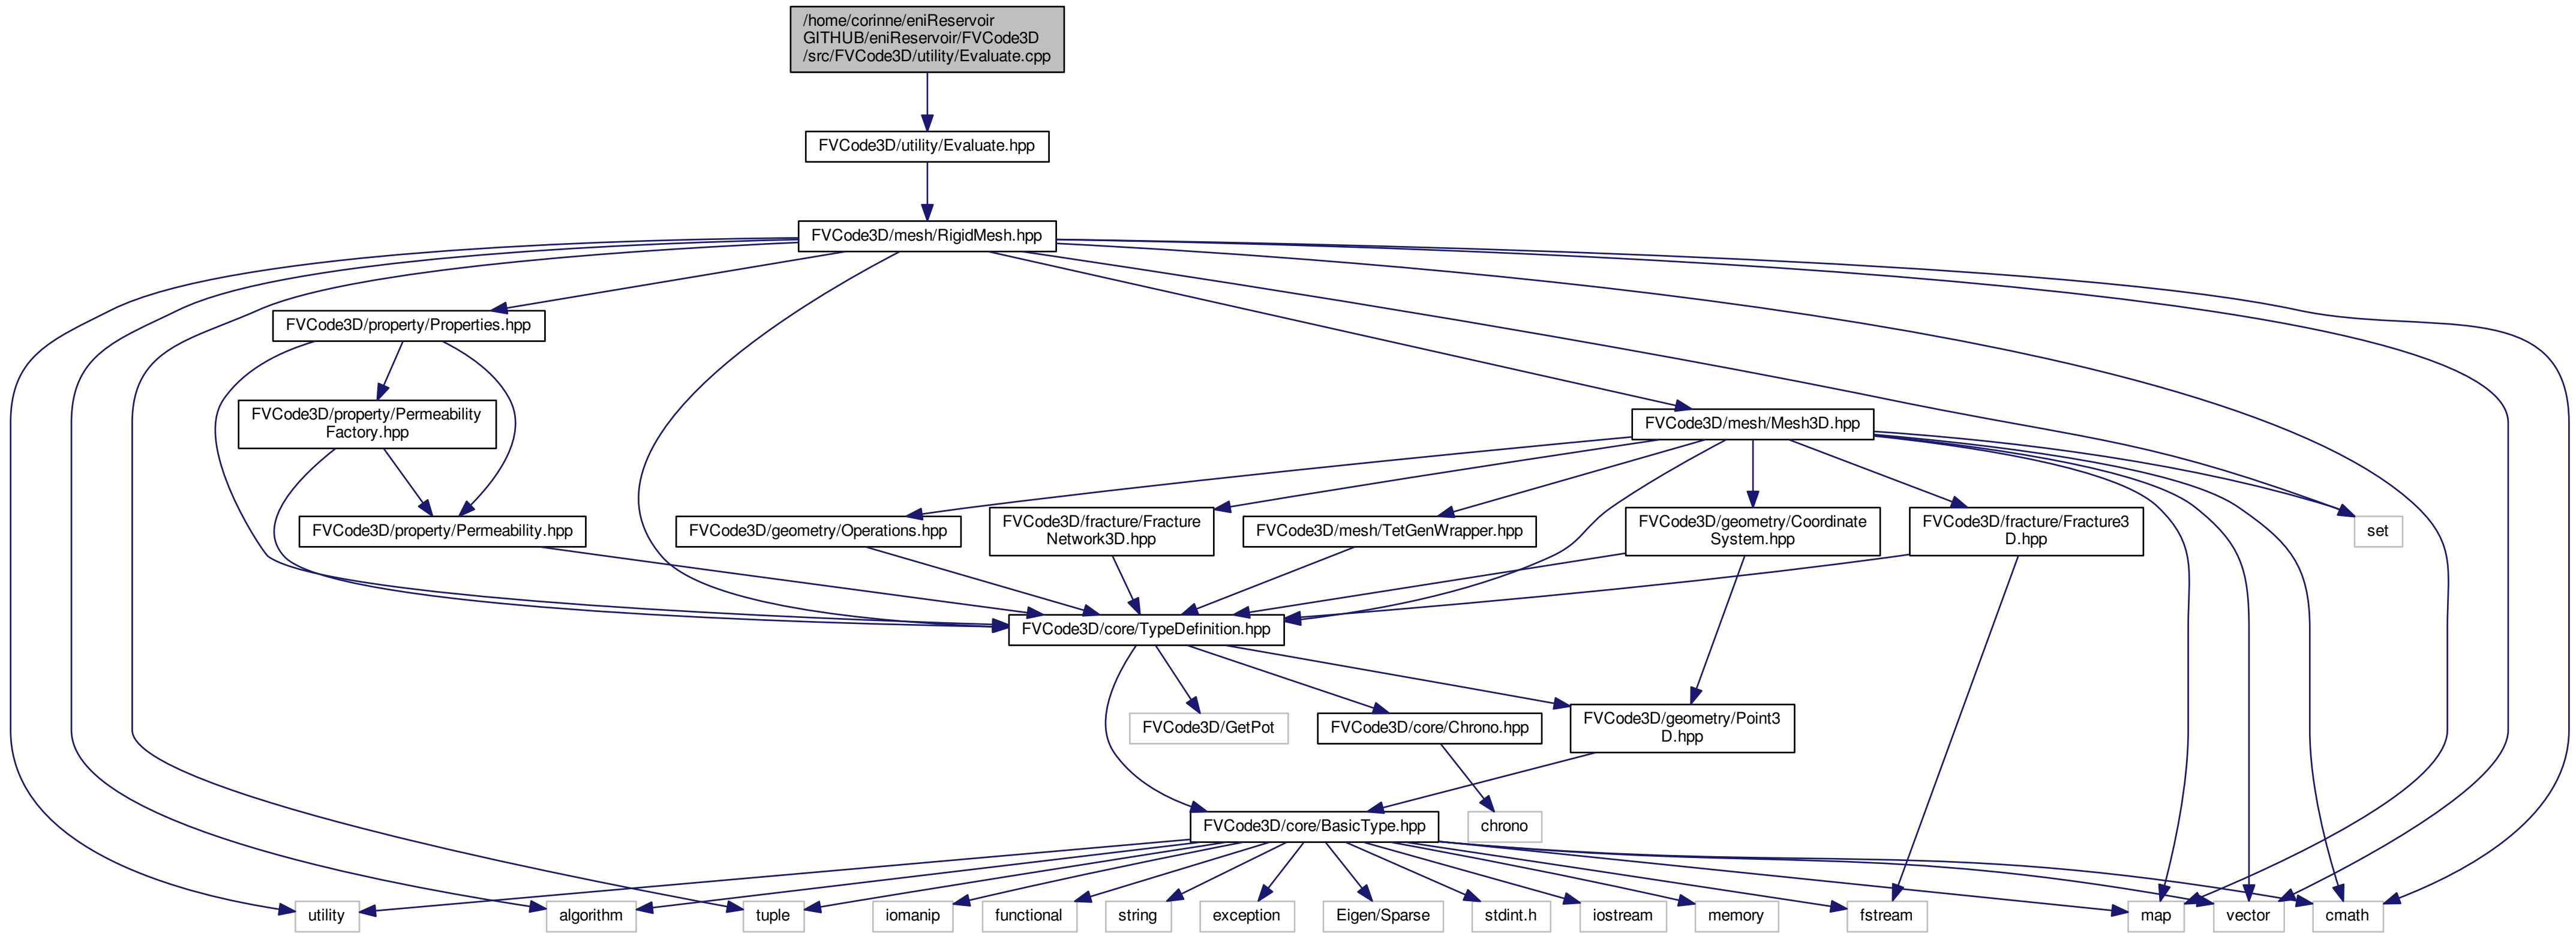 /home/corinne/eniReservoir
GITHUB/eniReservoir/FVCode3D
/src/FVCode3D/utility/Evaluate.cpp
FVCode3D/utility/Evaluate.hpp
FVCode3D/mesh/RigidMesh.hpp
FVCode3D/property/Properties.hpp
FVCode3D/property/Permeability
Factory.hpp
FVCode3D/mesh/Mesh3D.hpp
FVCode3D/property/Permeability.hpp
FVCode3D/geometry/Operations.hpp
FVCode3D/fracture/Fracture
Network3D.hpp
FVCode3D/mesh/TetGenWrapper.hpp
FVCode3D/geometry/Coordinate
System.hpp
FVCode3D/fracture/Fracture3
D.hpp
set
FVCode3D/core/TypeDefinition.hpp
FVCode3D/GetPot
FVCode3D/core/Chrono.hpp
FVCode3D/geometry/Point3
D.hpp
FVCode3D/core/BasicType.hpp
chrono
utility
algorithm
tuple
iomanip
functional
string
exception
Eigen/Sparse
stdint.h
iostream
memory
fstream
map
vector
cmath